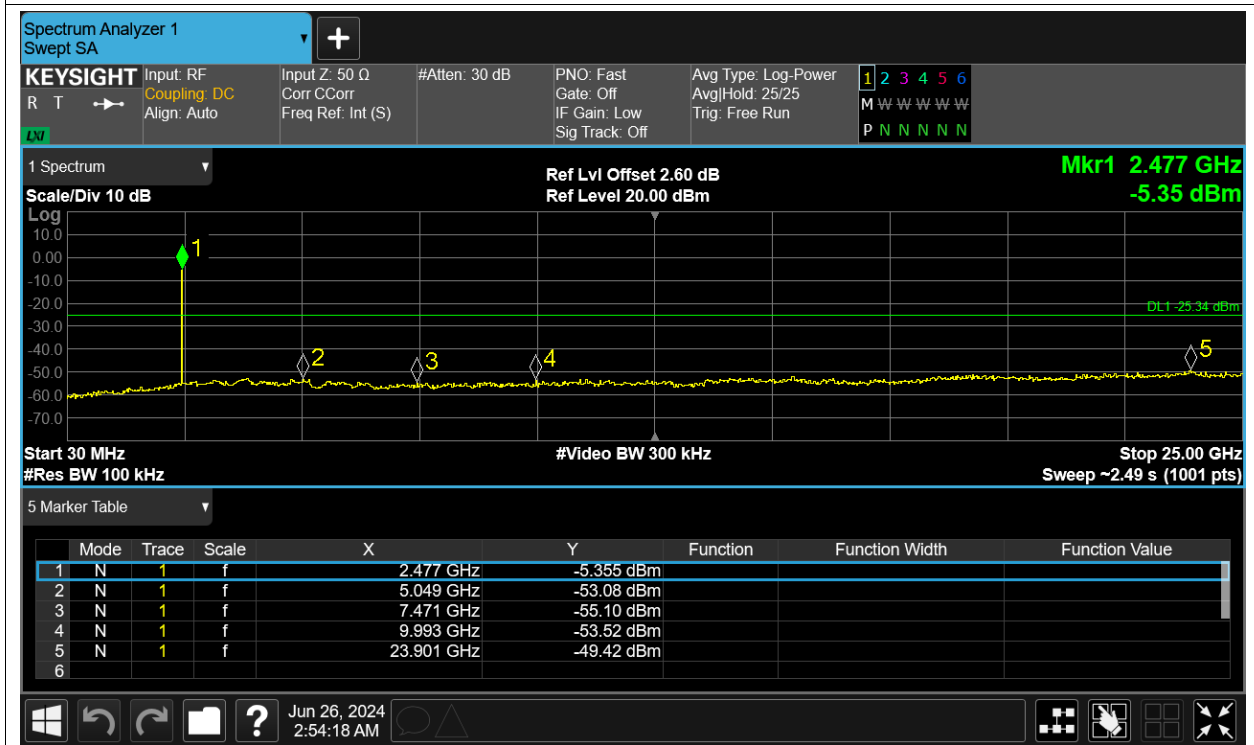 Spectrum Analyzer 1
Swept SA
KEYSIGHT
R T
LXI
Input: RF
Coupling: DC
Align: Auto
Input Z: 50 Ω
Corr CCorr
Freq Ref: Int (S)
#Atten: 30 dB
PNO: Fast
Gate: Off
IF Gain: Low
Sig Track: Off
Avg Type: Log-Power
Avg|Hold: 25/25
Trig: Free Run
1 2 3 4 5 6
M W W W W W
P N N N N N
1 Spectrum
Scale/Div 10 dB
Ref Lvl Offset 2.60 dB
Ref Level 20.00 dBm
Mkr1 2.477 GHz
-5.35 dBm
Log
10.0
0.00
-10.0
-20.0
-30.0
-40.0
-50.0
-60.0
-70.0
1
2
3
4
5
DL1 -25.34 dBm
Start 30 MHz
#Video BW 300 kHz
Stop 25.00 GHz
#Res BW 100 kHz
Sweep ~2.49 s (1001 pts)
5 Marker Table
Mode Trace Scale X Y Function Function Width Function Value
1 N 1 f 2.477 GHz -5.355 dBm
2 N 1 f 5.049 GHz -53.08 dBm
3 N 1 f 7.471 GHz -55.10 dBm
4 N 1 f 9.993 GHz -53.52 dBm
5 N 1 f 23.901 GHz -49.42 dBm
6
?
Jun 26, 2024
2:54:18 AM